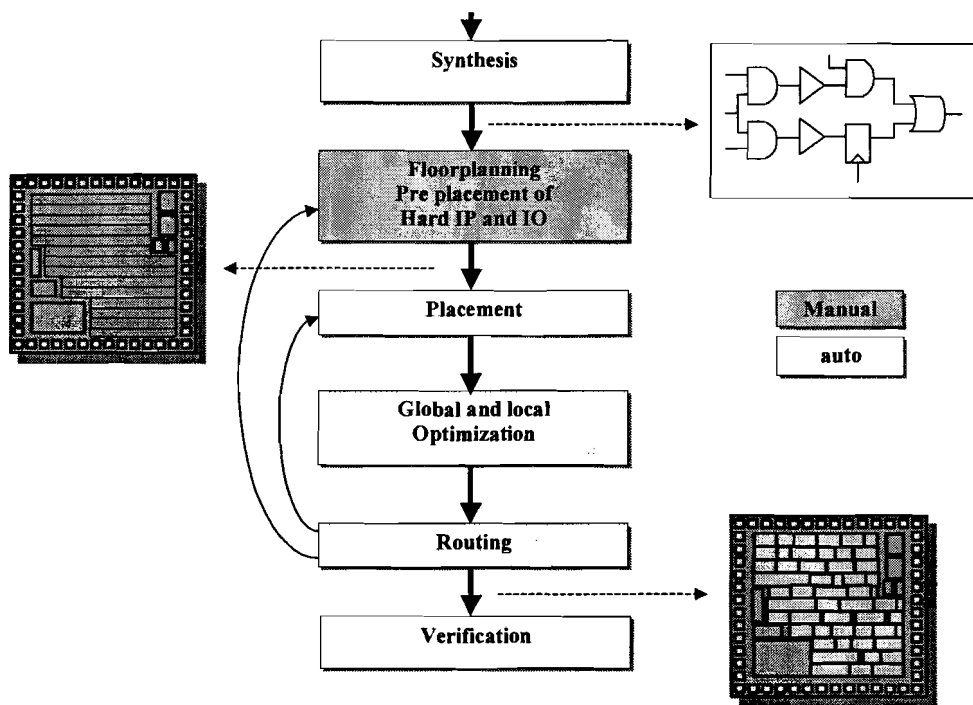 Synthesis
Floorplanning
Pre placement of
Hard IP and IO
Placement
Manual
auto
Global and local
Optimization
Routing
Verification